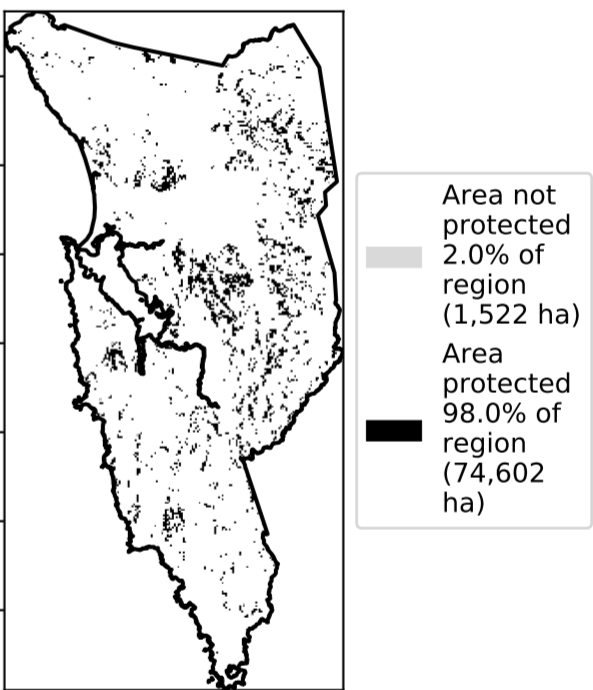 Area not
protected
2.0% of
region
(1,522 ha)
Area
protected
98.0% of
region
(74,602
ha)